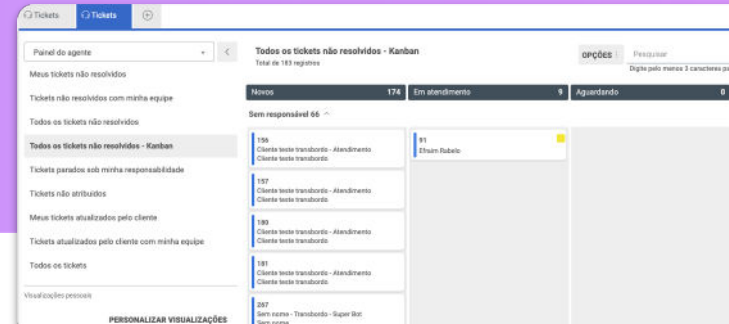 Tickets
Tickets
Painel do agente
Meus tickets não resolvidos
Tickets não resolvidos com minha equipe
Todos os tickets não resolvidos
Todos os tickets não resolvidos - Kanban
Tickets parados sob minha responsabilidade
Tickets não atribuidos
Meus tickets atualizados pelo cliente
Tickets atualizados pelo cliente com minha equipe
Todos os tickets
Visualizações pessoais
PERSONALIZAR VISUALIZAÇÕES
Todos os tickets não resolvidos - Kanban
Total de 183 registros
OPÇÕES
Pesquisar
Digite pelo menos 3 caracteres pa
Novos 174
Em atendimento 9
Aguardando 0
Sem responsável 66
156
Cliente teste transbordo - Atendimento
Cliente teste transbordo
157
Cliente teste transbordo - Atendimento
Cliente teste transbordo
180
Cliente teste transbordo - Atendimento
Cliente teste transbordo
181
Cliente teste transbordo - Atendimento
Cliente teste transbordo
267
Sem nome - Transbordo - Super Bot
Sem nome
91
Efraim Rabelo